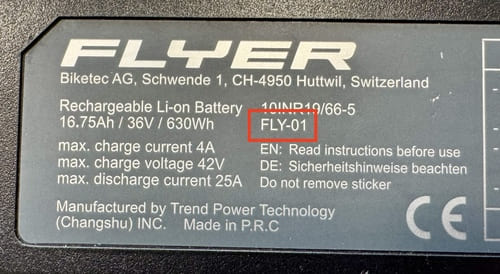 FLYER
Biketec AG, Schwende 1, CH-4950 Huttwil, Switzerland
Rechargeable Li-on Battery 10INR19/66-5
16.75Ah / 36V / 630Wh FLY-01
max. charge current 4A EN: Read instructions before use
max. charge voltage 42V DE: Sicherheitshinweise beachten
max. discharge current 25A Do not remove sticker
Manufactured by Trend Power Technology
(Changshu) INC. Made in P.R.C
CE